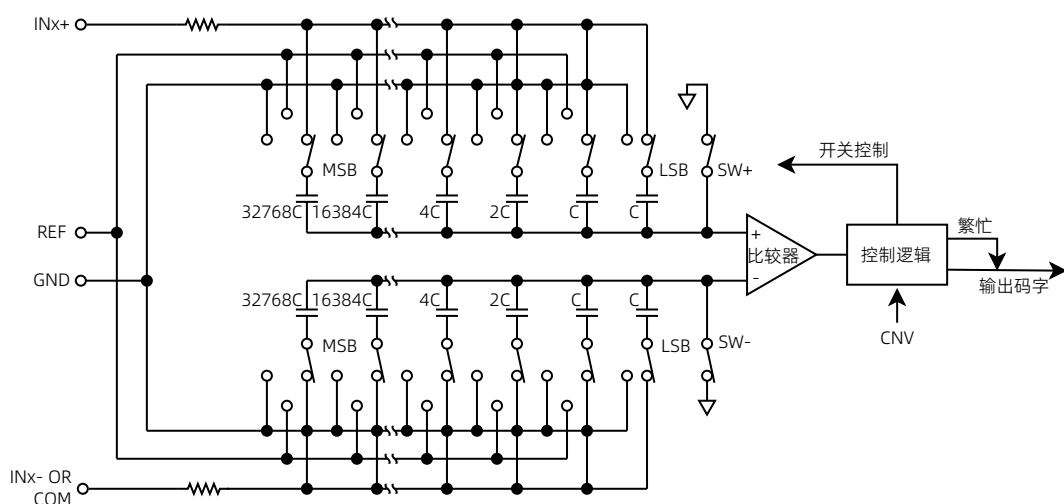 INx+
MSB
LSB
SW+
开关控制
32768C
16384C
4C
2C
C
C
REF
+
比较器
-
控制逻辑
繁忙
输出码字
GND
CNV
32768C
16384C
4C
2C
C
C
MSB
LSB
SW-
INx- OR
COM